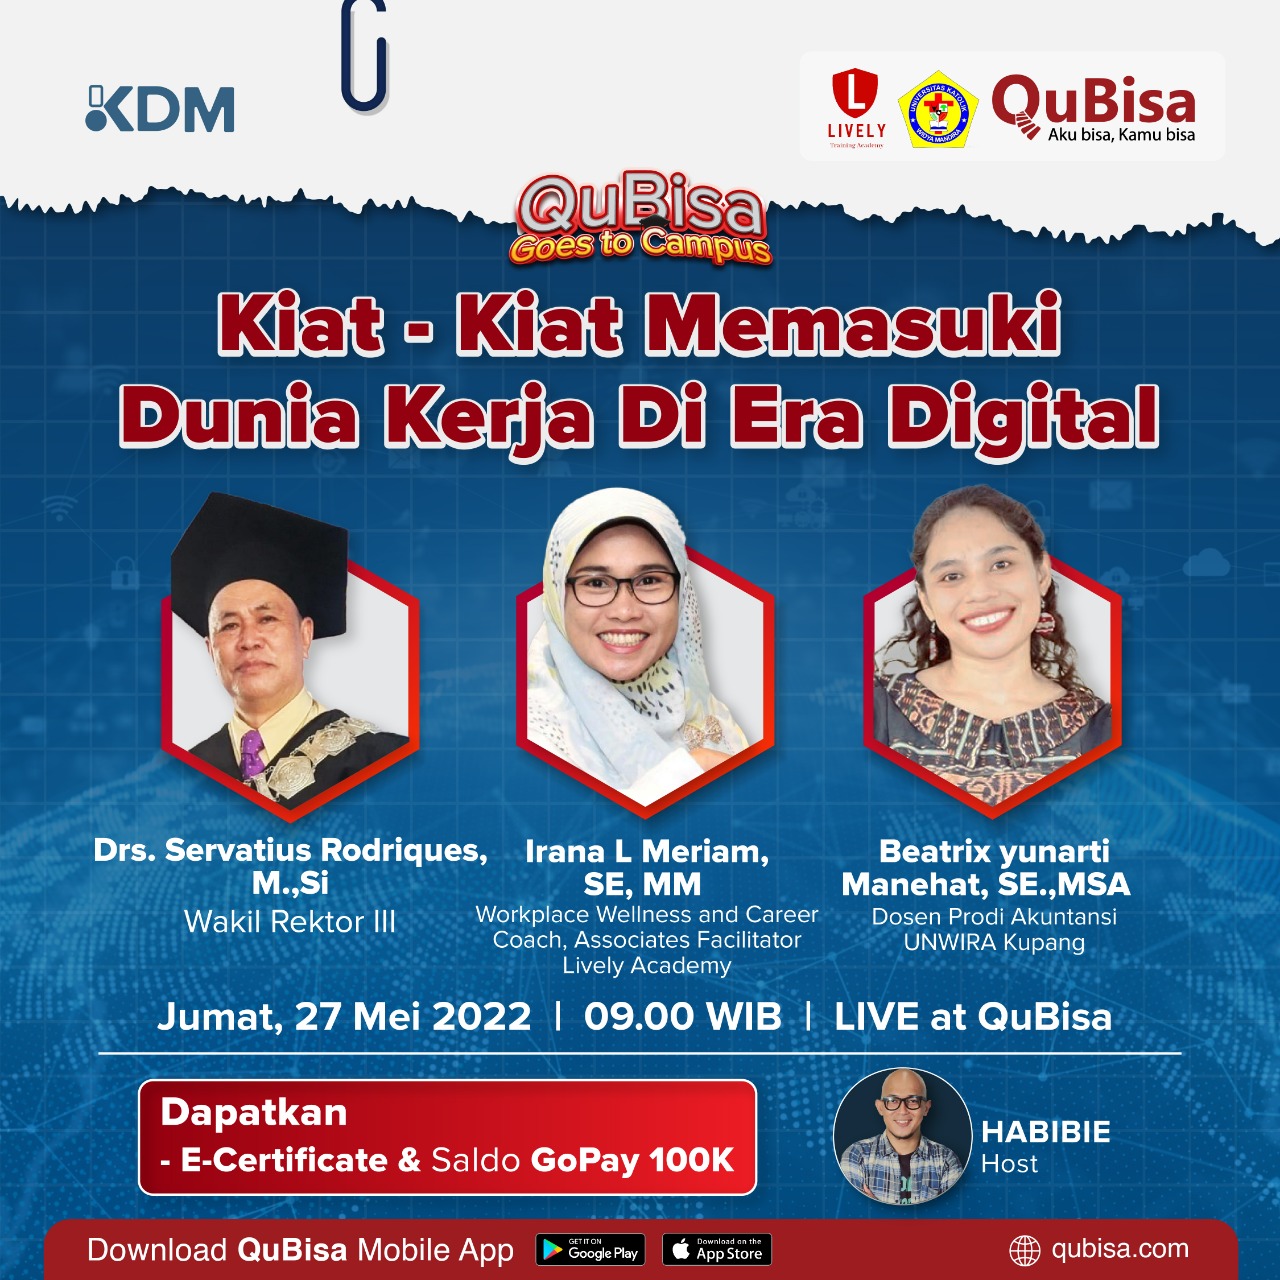 KDM
L
LIVELY
Training Academy
UNIVERSITAS KATOLIK
WIDYA MANDIRA
QuBisa
Aku bisa, Kamu bisa
QuBisa
Goes to Campus
Kiat - Kiat Memasuki
Dunia Kerja Di Era Digital
Drs. Servatius Rodriques,
M.,Si
Wakil Rektor III
Irana L Meriam,
SE, MM
Workplace Wellness and Career
Coach, Associates Facilitator
Lively Academy
Beatrix yunarti
Manehat, SE.,MSA
Dosen Prodi Akuntansi
UNWIRA Kupang
Jumat, 27 Mei 2022 | 09.00 WIB | LIVE at QuBisa
Dapatkan
- E-Certificate & Saldo GoPay 100K
HABIBIE
Host
Download QuBisa Mobile App
GET IT ON
Google Play
Download on the
App Store
qubisa.com